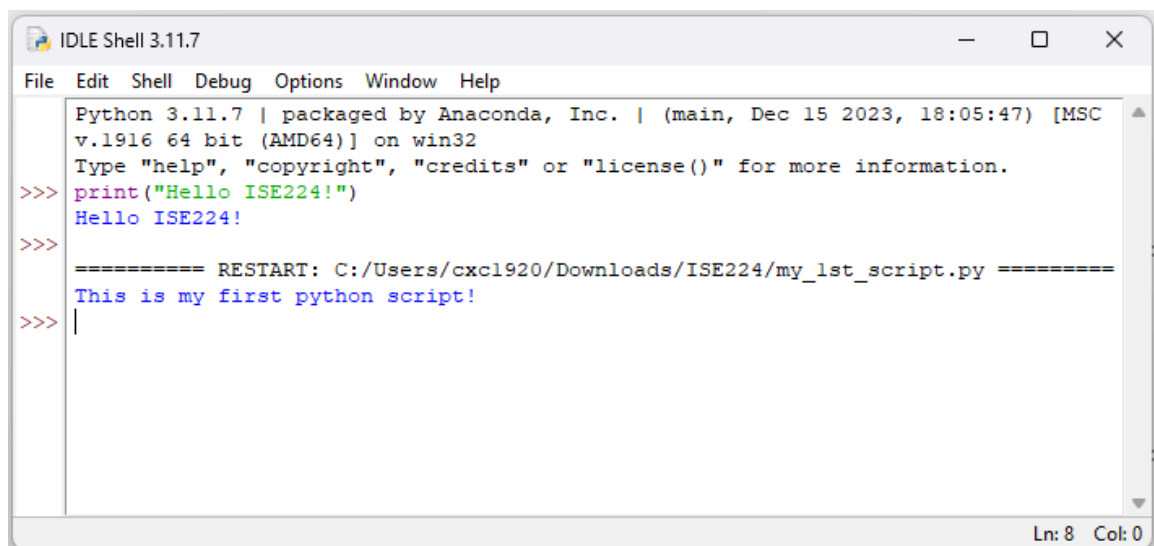 IDLE Shell 3.11.7
File Edit Shell Debug Options Window Help
Python 3.11.7 | packaged by Anaconda, Inc. | (main, Dec 15 2023, 18:05:47) [MSC
v.1916 64 bit (AMD64)] on win32
Type "help", "copyright", "credits" or "license()" for more information.
>>> print("Hello ISE224!")
Hello ISE224!
>>>
========== RESTART: C:/Users/cxc1920/Downloads/ISE224/my_1st_script.py =========
This is my first python script!
>>>
Ln: 8 Col: 0